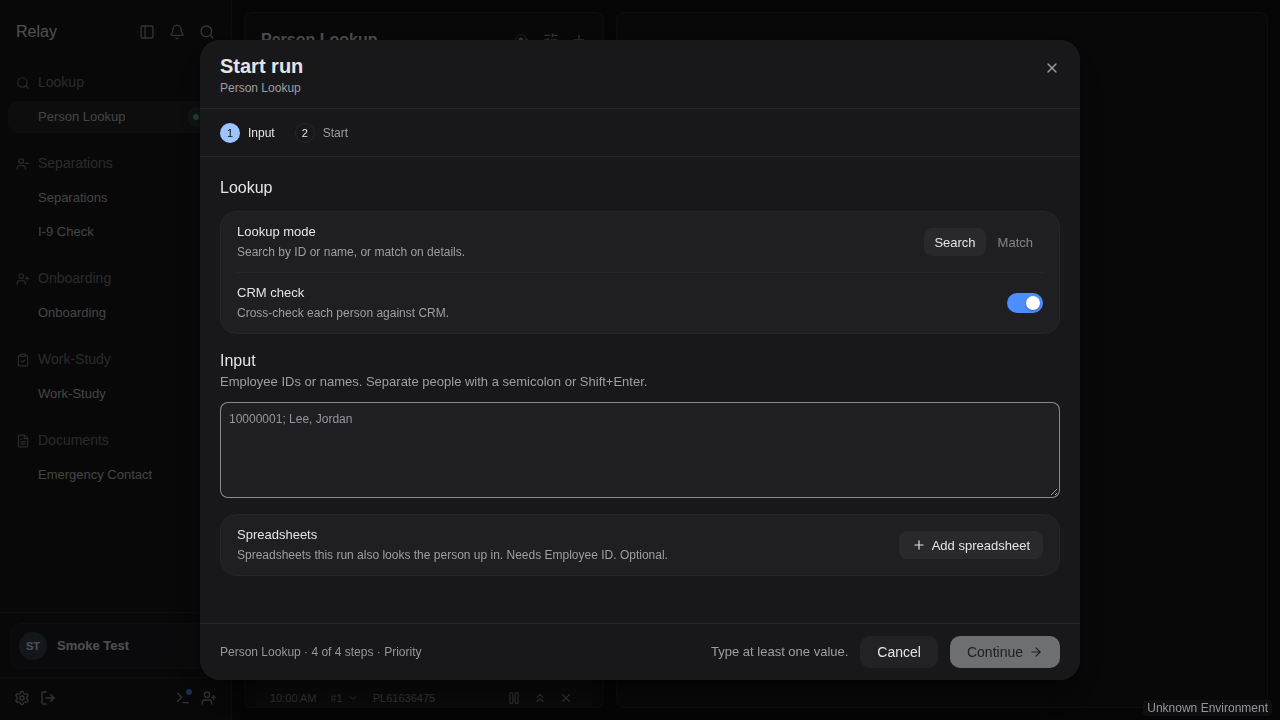 Relay
Lookup
Person Lookup
Separations
Separations
I-9 Check
Onboarding
Onboarding
Work-Study
Work-Study
Documents
Emergency Contact
ST
Smoke Test
Person Lookup
Start run
Person Lookup
1 Input 2 Start
Lookup
Lookup mode
Search by ID or name, or match on details.
Search Match
CRM check
Cross-check each person against CRM.
Input
Employee IDs or names. Separate people with a semicolon or Shift+Enter.
10000001; Lee, Jordan
Spreadsheets
Spreadsheets this run also looks the person up in. Needs Employee ID. Optional.
Add spreadsheet
Person Lookup · 4 of 4 steps · Priority
Type at least one value.
Cancel
Continue
10:00 AM #1 PL61636475
Unknown Environment